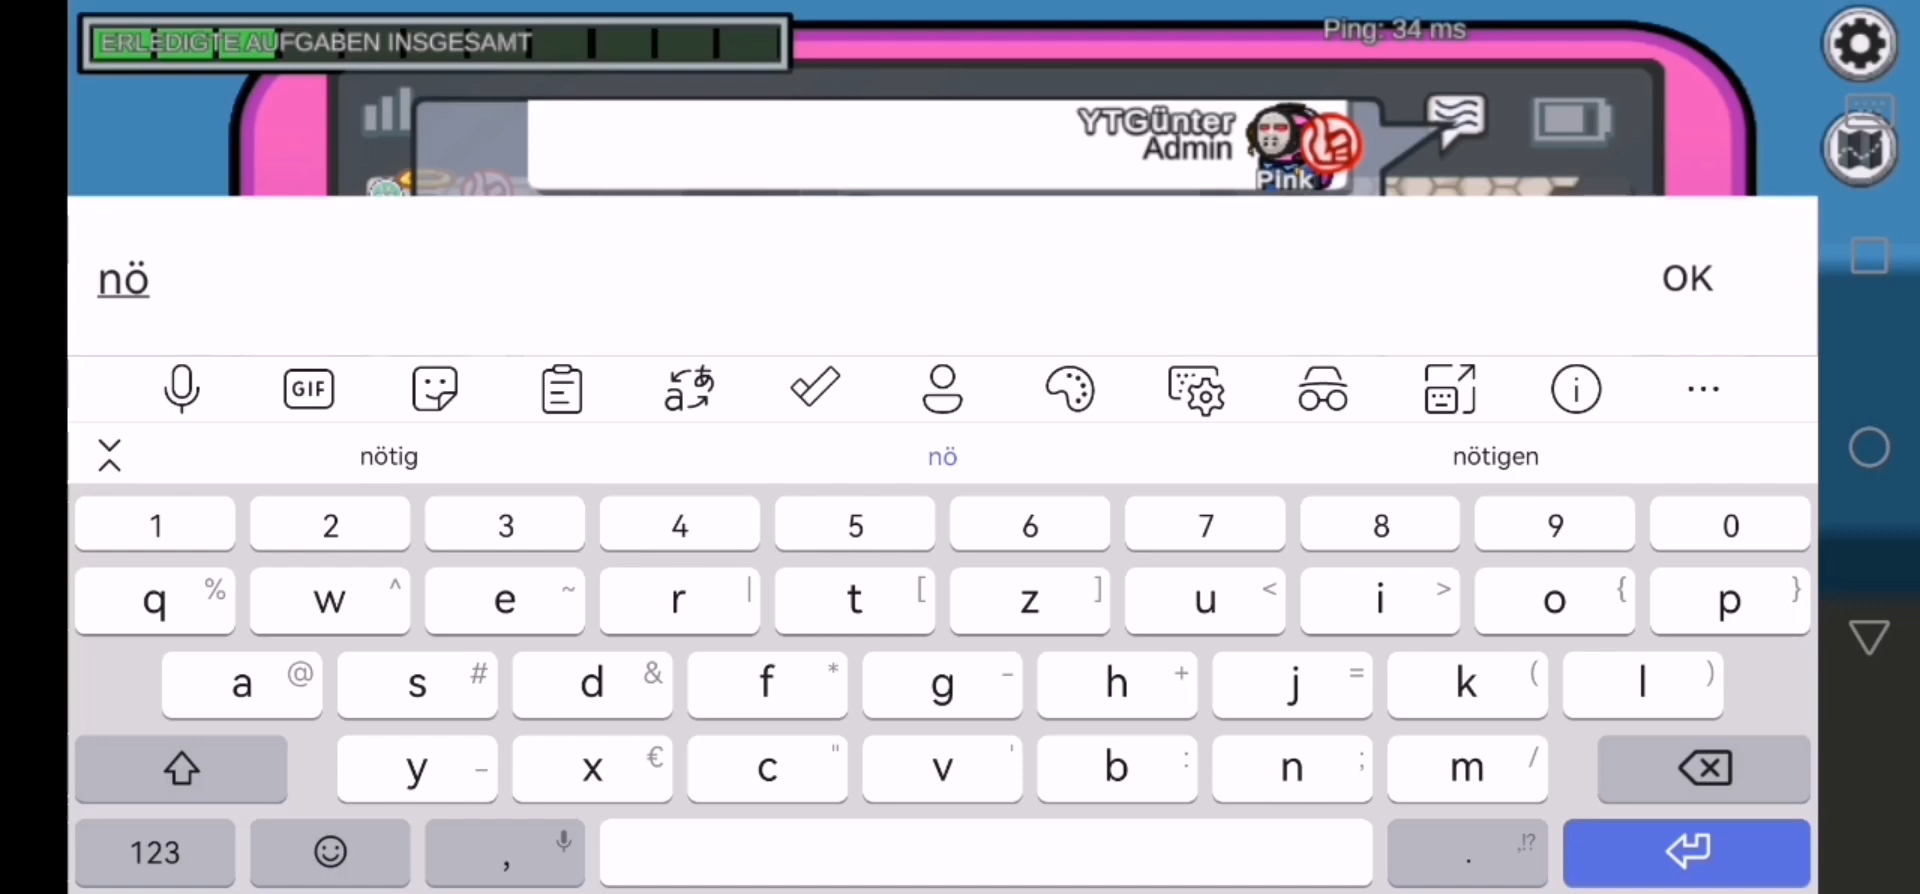 ERLEDIGTE AUFGABEN INSGESAMT
Ping: 34 ms
YTGünter
Admin
Pink
nö
OK
GIF
nötig nö nötigen
1 2 3 4 5 6 7 8 9 0
q % w ^ e ~ r | t [ z ] u < i > o { p }
a @ s # d & f * g - h + j = k ( l )
y _ x € c " v ' b : n ; m /
123 , . ,!?